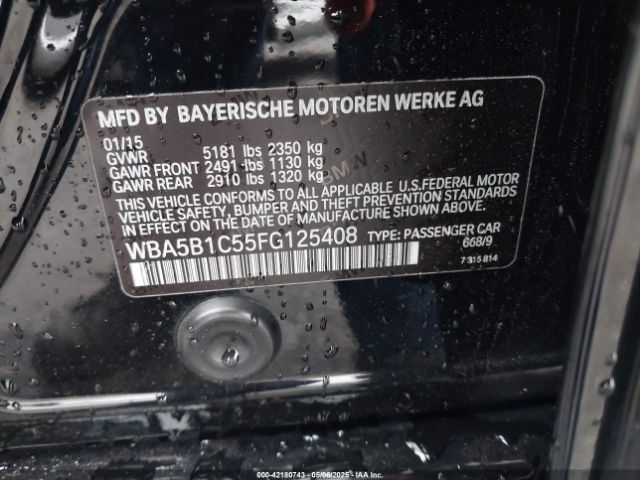 MFD BY BAYERISCHE MOTOREN WERKE AG
01/15
GVWR 5181 lbs 2350 kg
GAWR FRONT 2491 lbs 1130 kg
GAWR REAR 2910 lbs 1320 kg
THIS VEHICLE CONFORMS TO ALL APPLICABLE U.S.FEDERAL MOTOR
VEHICLE SAFETY, BUMPER AND THEFT PREVENTION STANDARDS
IN EFFECT ON THE DATE OF MANUFACTURE SHOWN ABOVE.
WBA5B1C55FG125408 TYPE: PASSENGER CAR
668/9
7 315 814
000-42180743 - 05/06/2025 - IAA Inc.